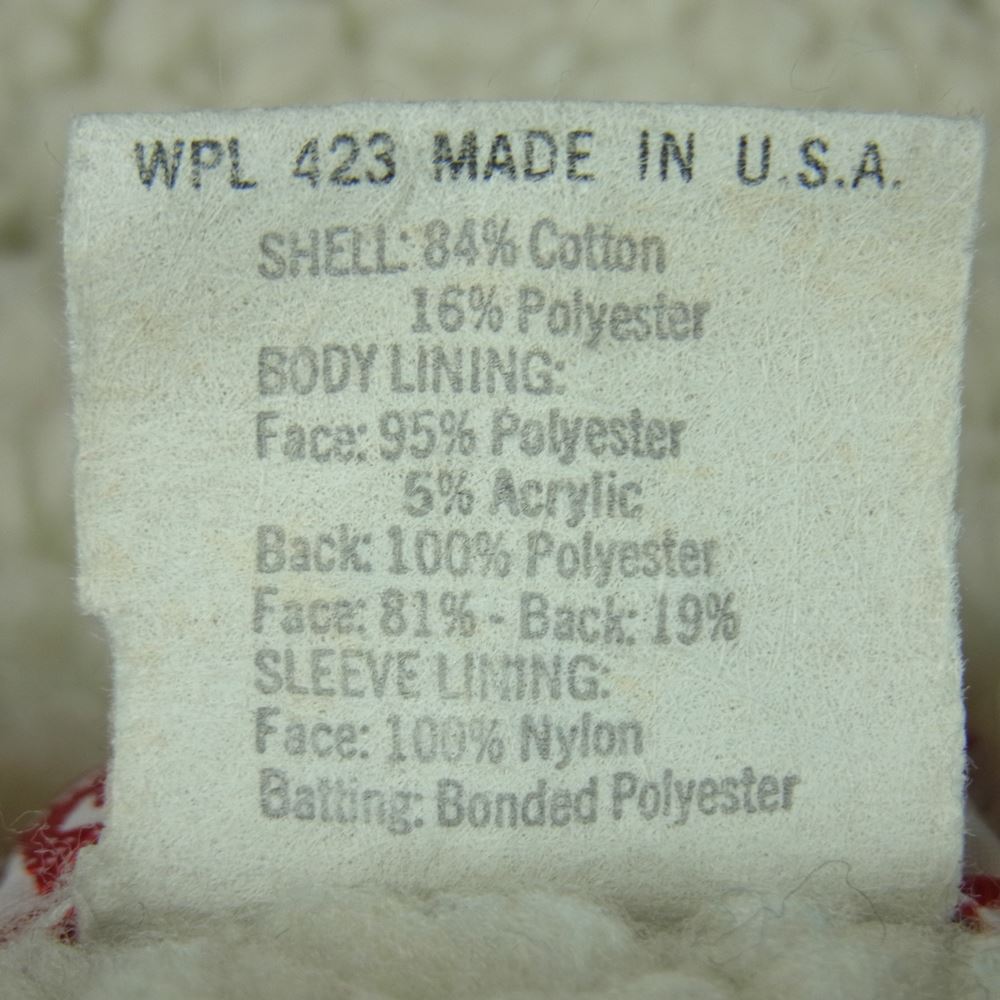 WPL 423 MADE IN U.S.A.
SHELL: 84% Cotton
16% Polyester
BODY LINING:
Face: 95% Polyester
5% Acrylic
Back: 100% Polyester
Face: 81% - Back: 19%
SLEEVE LINING:
Face: 100% Nylon
Batting: Bonded Polyester